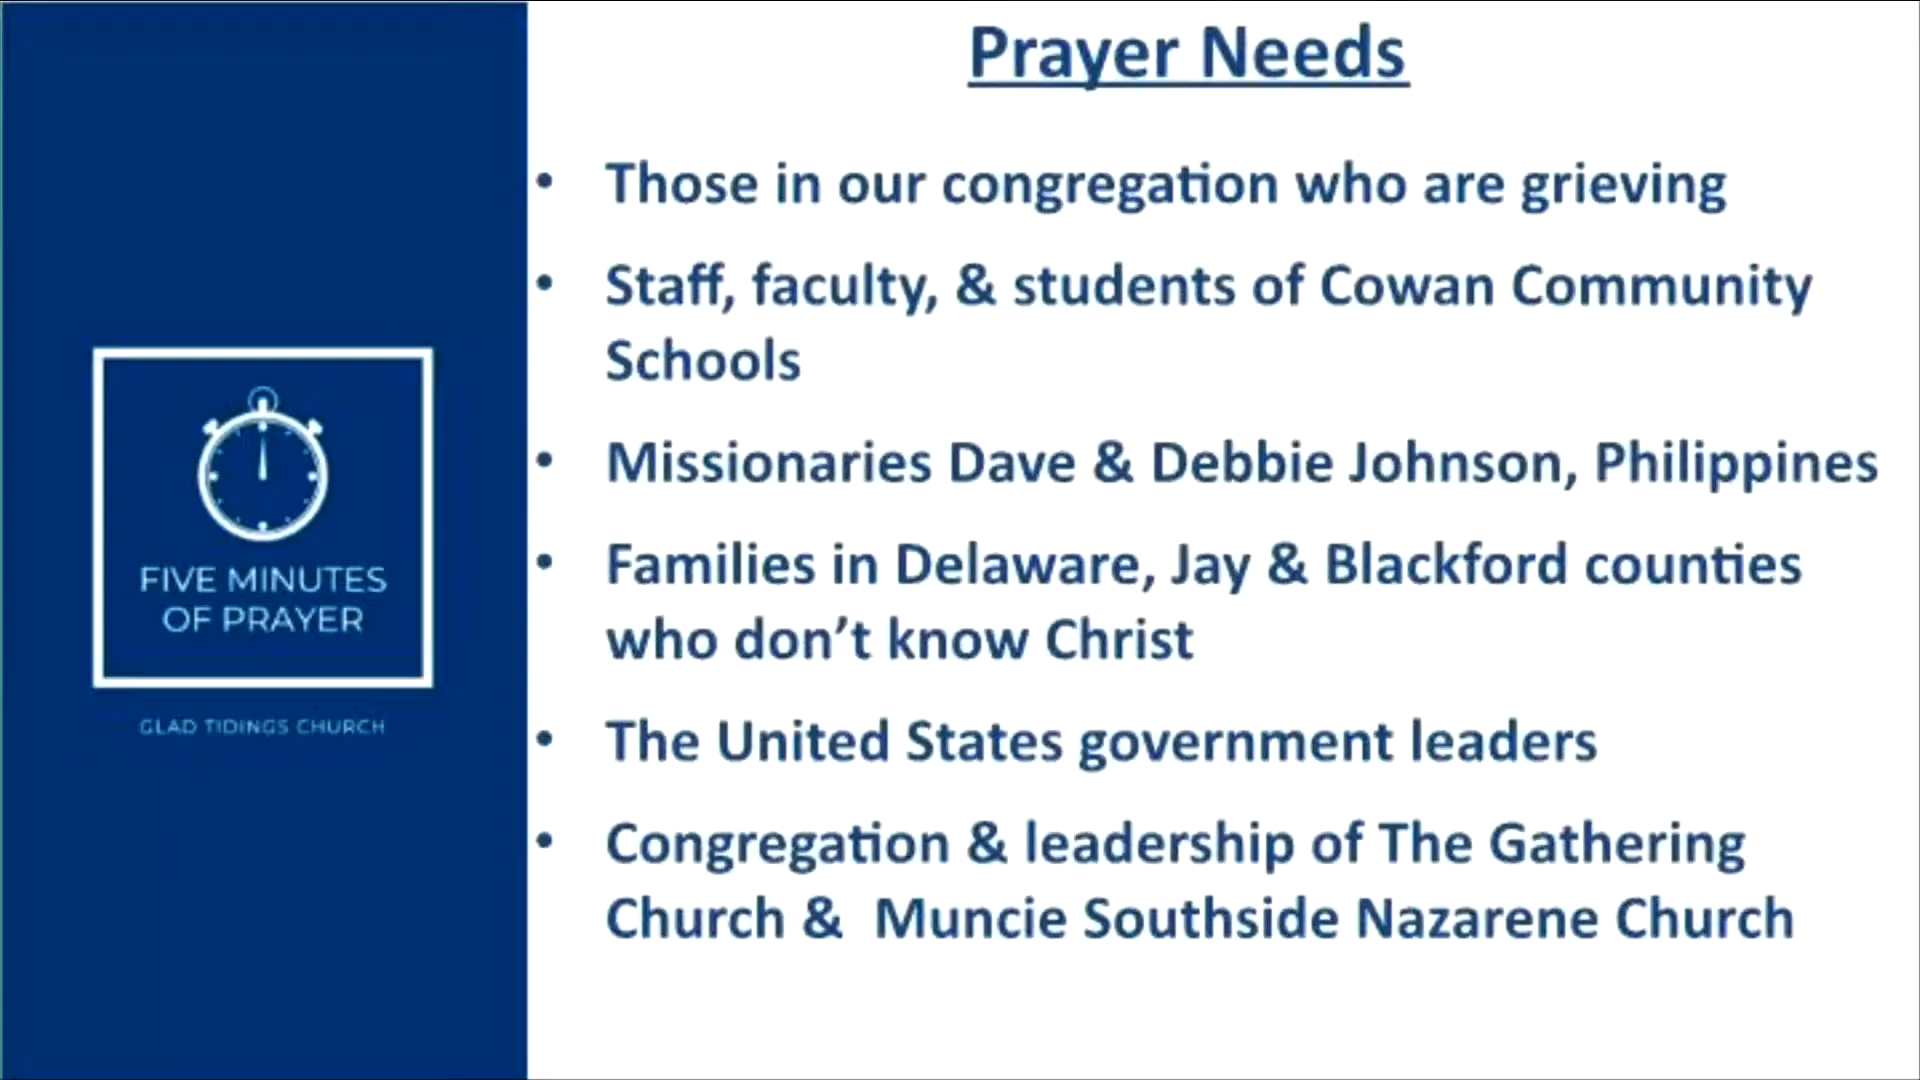 Prayer Needs
• Those in our congregation who are grieving
• Staff, faculty, & students of Cowan Community
Schools
• Missionaries Dave & Debbie Johnson, Philippines
• Families in Delaware, Jay & Blackford counties
who don’t know Christ
• The United States government leaders
• Congregation & leadership of The Gathering
Church &  Muncie Southside Nazarene Church
FIVE MINUTES
OF PRAYER
GLAD TIDINGS CHURCH